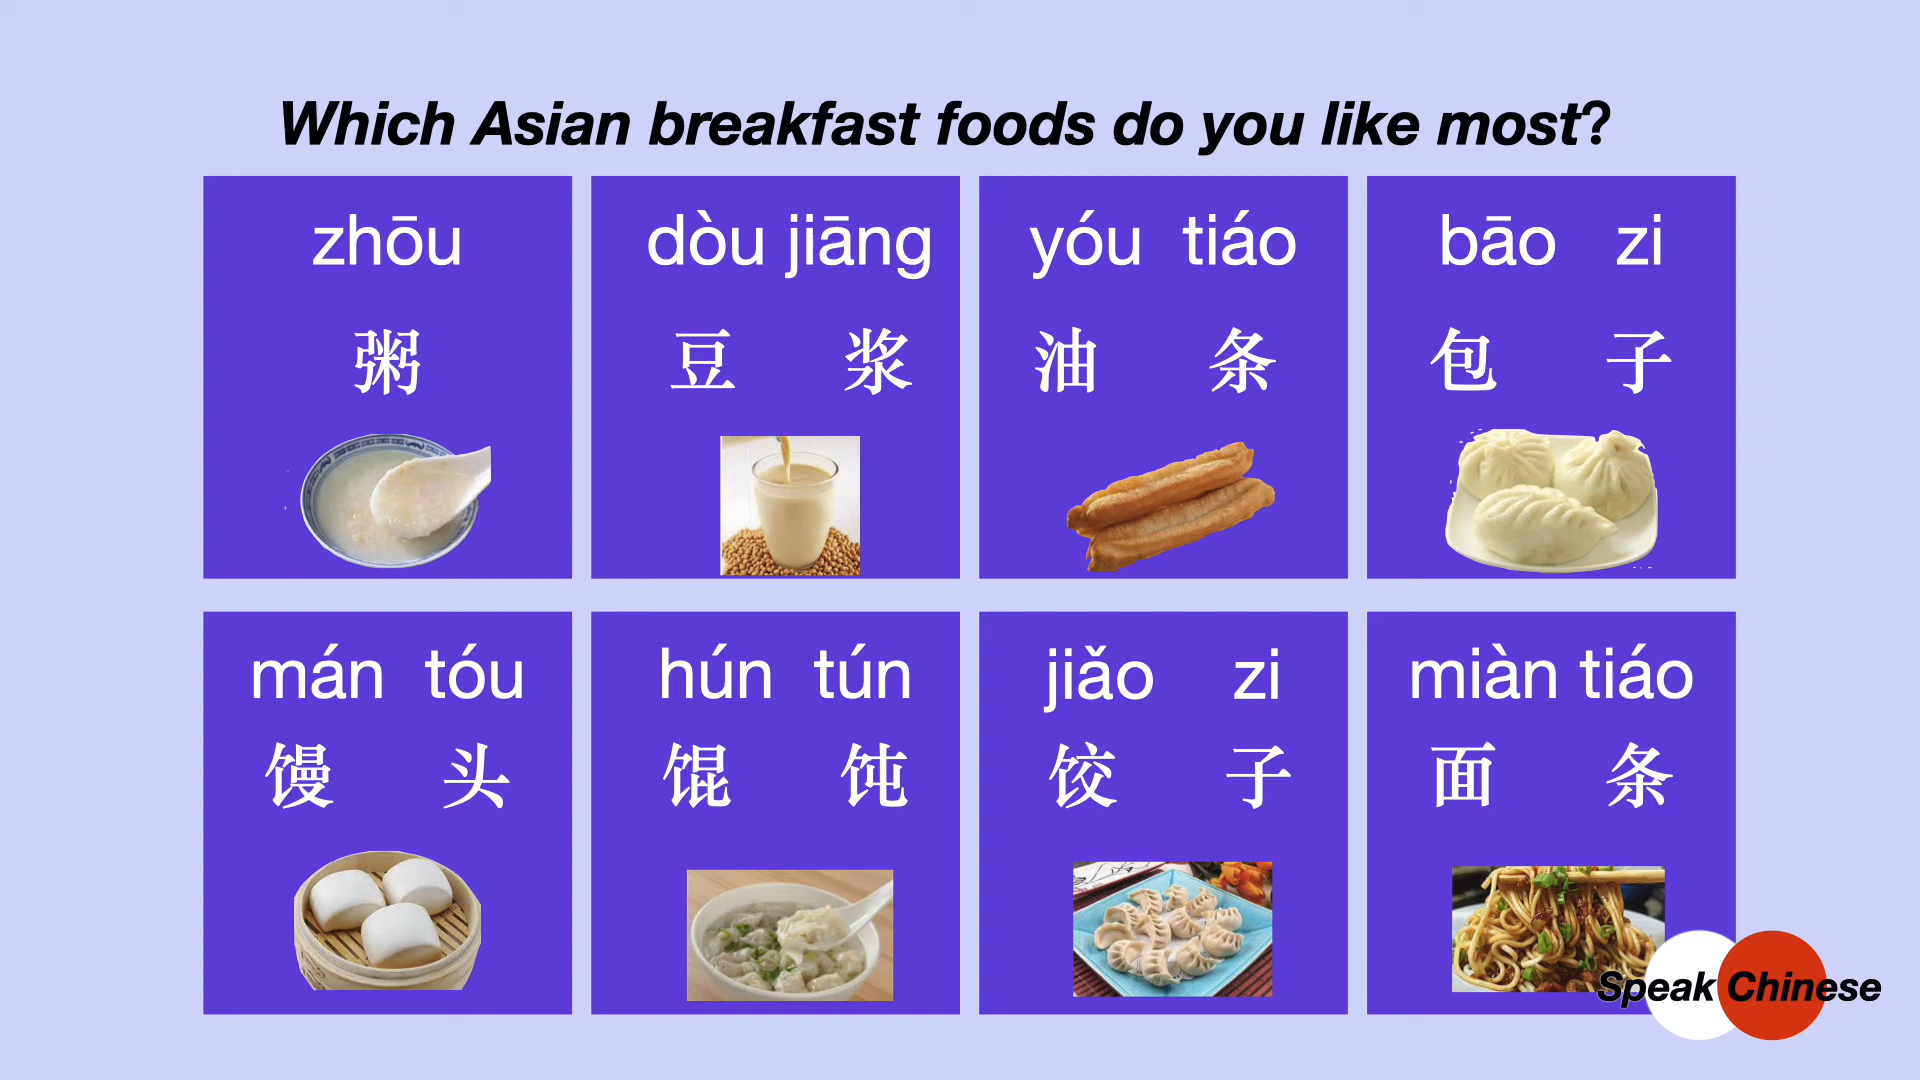 Which Asian breakfast foods do you like most?
zhōu
粥
dòu jiāng
豆 浆
yóu tiáo
油 条
bāo zi
包 子
mán tóu
馒 头
hún tún
馄 饨
jiǎo zi
饺 子
miàn tiáo
面 条
Speak Chinese